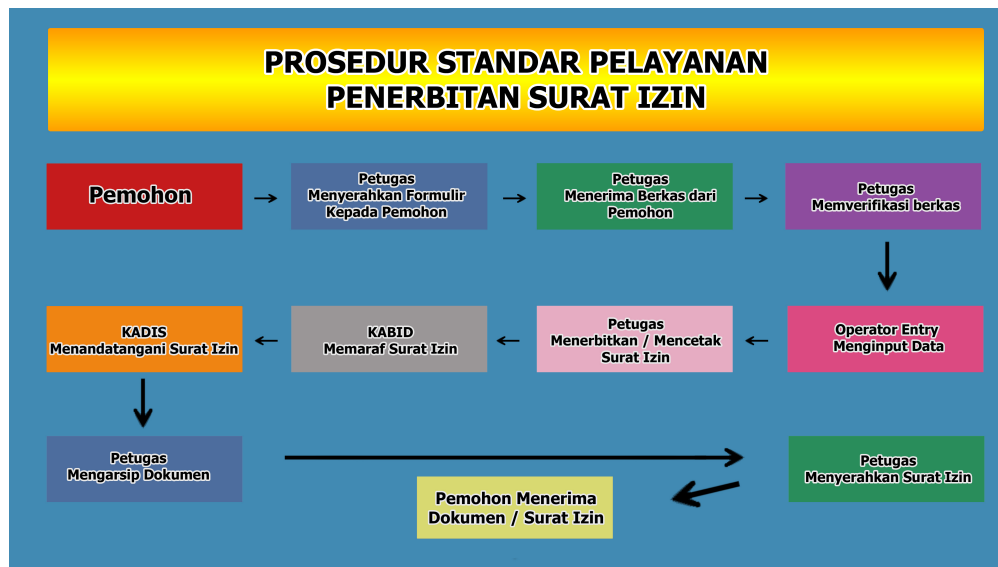 PROSEDUR STANDAR PELAYANAN
PENERBITAN SURAT IZIN
Pemohon
Petugas
Menyerahkan Formulir
Kepada Pemohon
Petugas
Menerima Berkas dari
Pemohon
Petugas
Memverifikasi berkas
Operator Entry
Menginput Data
Petugas
Menerbitkan / Mencetak
Surat Izin
KABID
Memaraf Surat Izin
KADIS
Menandatangani Surat Izin
Petugas
Mengarsip Dokumen
Petugas
Menyerahkan Surat Izin
Pemohon Menerima
Dokumen / Surat Izin